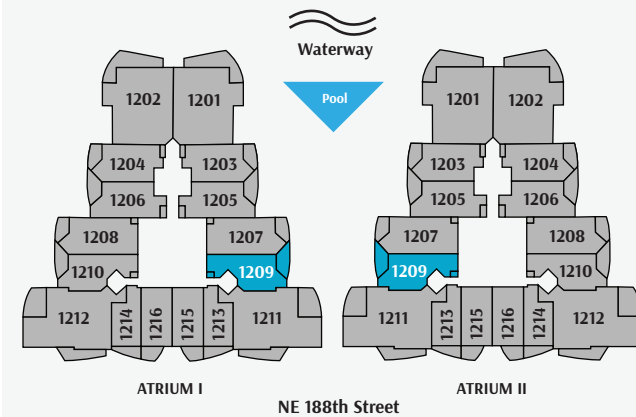 Waterway
Pool
1202 1201
1204 1203
1206 1205
1208 1207
1210 1209
1212 1214 1216 1215 1213 1211
ATRIUM I
1201 1202
1203 1204
1205 1206
1207 1208
1209 1210
1211 1213 1215 1216 1214 1212
ATRIUM II
NE 188th Street